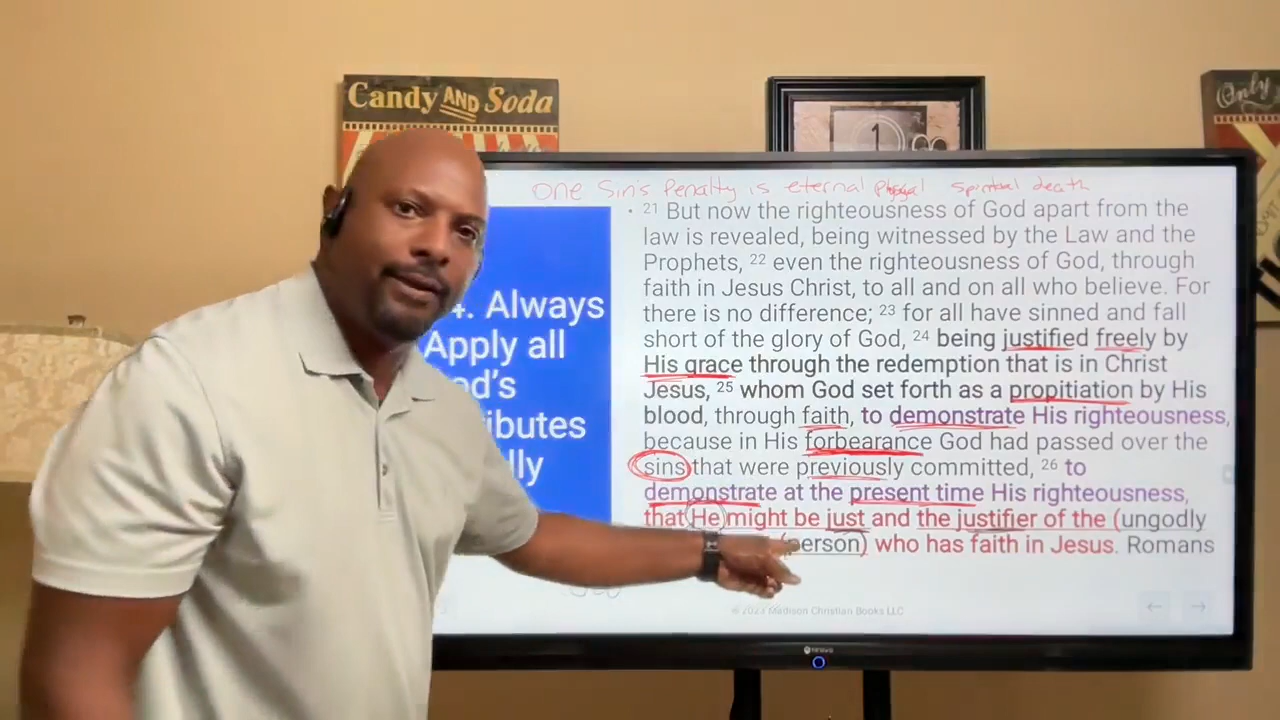 Candy AND Soda
Only
1
One Sin's Penalty is eternal physical spiritual death
4. Always
Apply all
God's
ributes
lly
• 21 But now the righteousness of God apart from the
law is revealed, being witnessed by the Law and the
Prophets, 22 even the righteousness of God, through
faith in Jesus Christ, to all and on all who believe. For
there is no difference; 23 for all have sinned and fall
short of the glory of God, 24 being justified freely by
His grace through the redemption that is in Christ
Jesus, 25 whom God set forth as a propitiation by His
blood, through faith, to demonstrate His righteousness,
because in His forbearance God had passed over the
sins that were previously committed, 26 to
demonstrate at the present time His righteousness,
that He might be just and the justifier of the (ungodly
(person) who has faith in Jesus. Romans
© 2023 Madison Christian Books LLC